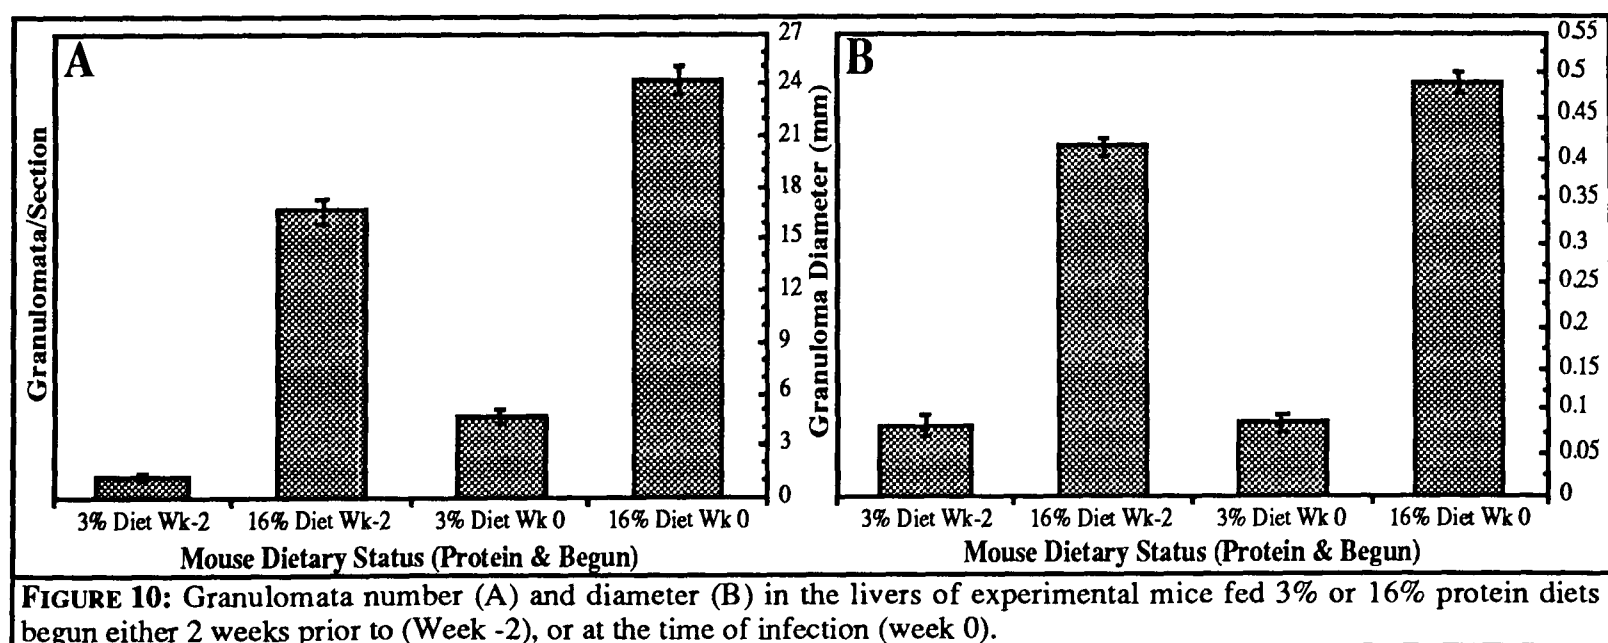 A
Granulomata/Section
27
24
21
18
15
12
9
6
3
0
3% Diet Wk-2 16% Diet Wk-2 3% Diet Wk 0 16% Diet Wk 0
Mouse Dietary Status (Protein & Begun)
B
Granuloma Diameter (mm)
0.55
0.5
0.45
0.4
0.35
0.3
0.25
0.2
0.15
0.1
0.05
0
3% Diet Wk-2 16% Diet Wk-2 3% Diet Wk 0 16% Diet Wk 0
Mouse Dietary Status (Protein & Begun)
FIGURE 10: Granulomata number (A) and diameter (B) in the livers of experimental mice fed 3% or 16% protein diets
begun either 2 weeks prior to (Week -2), or at the time of infection (week 0).